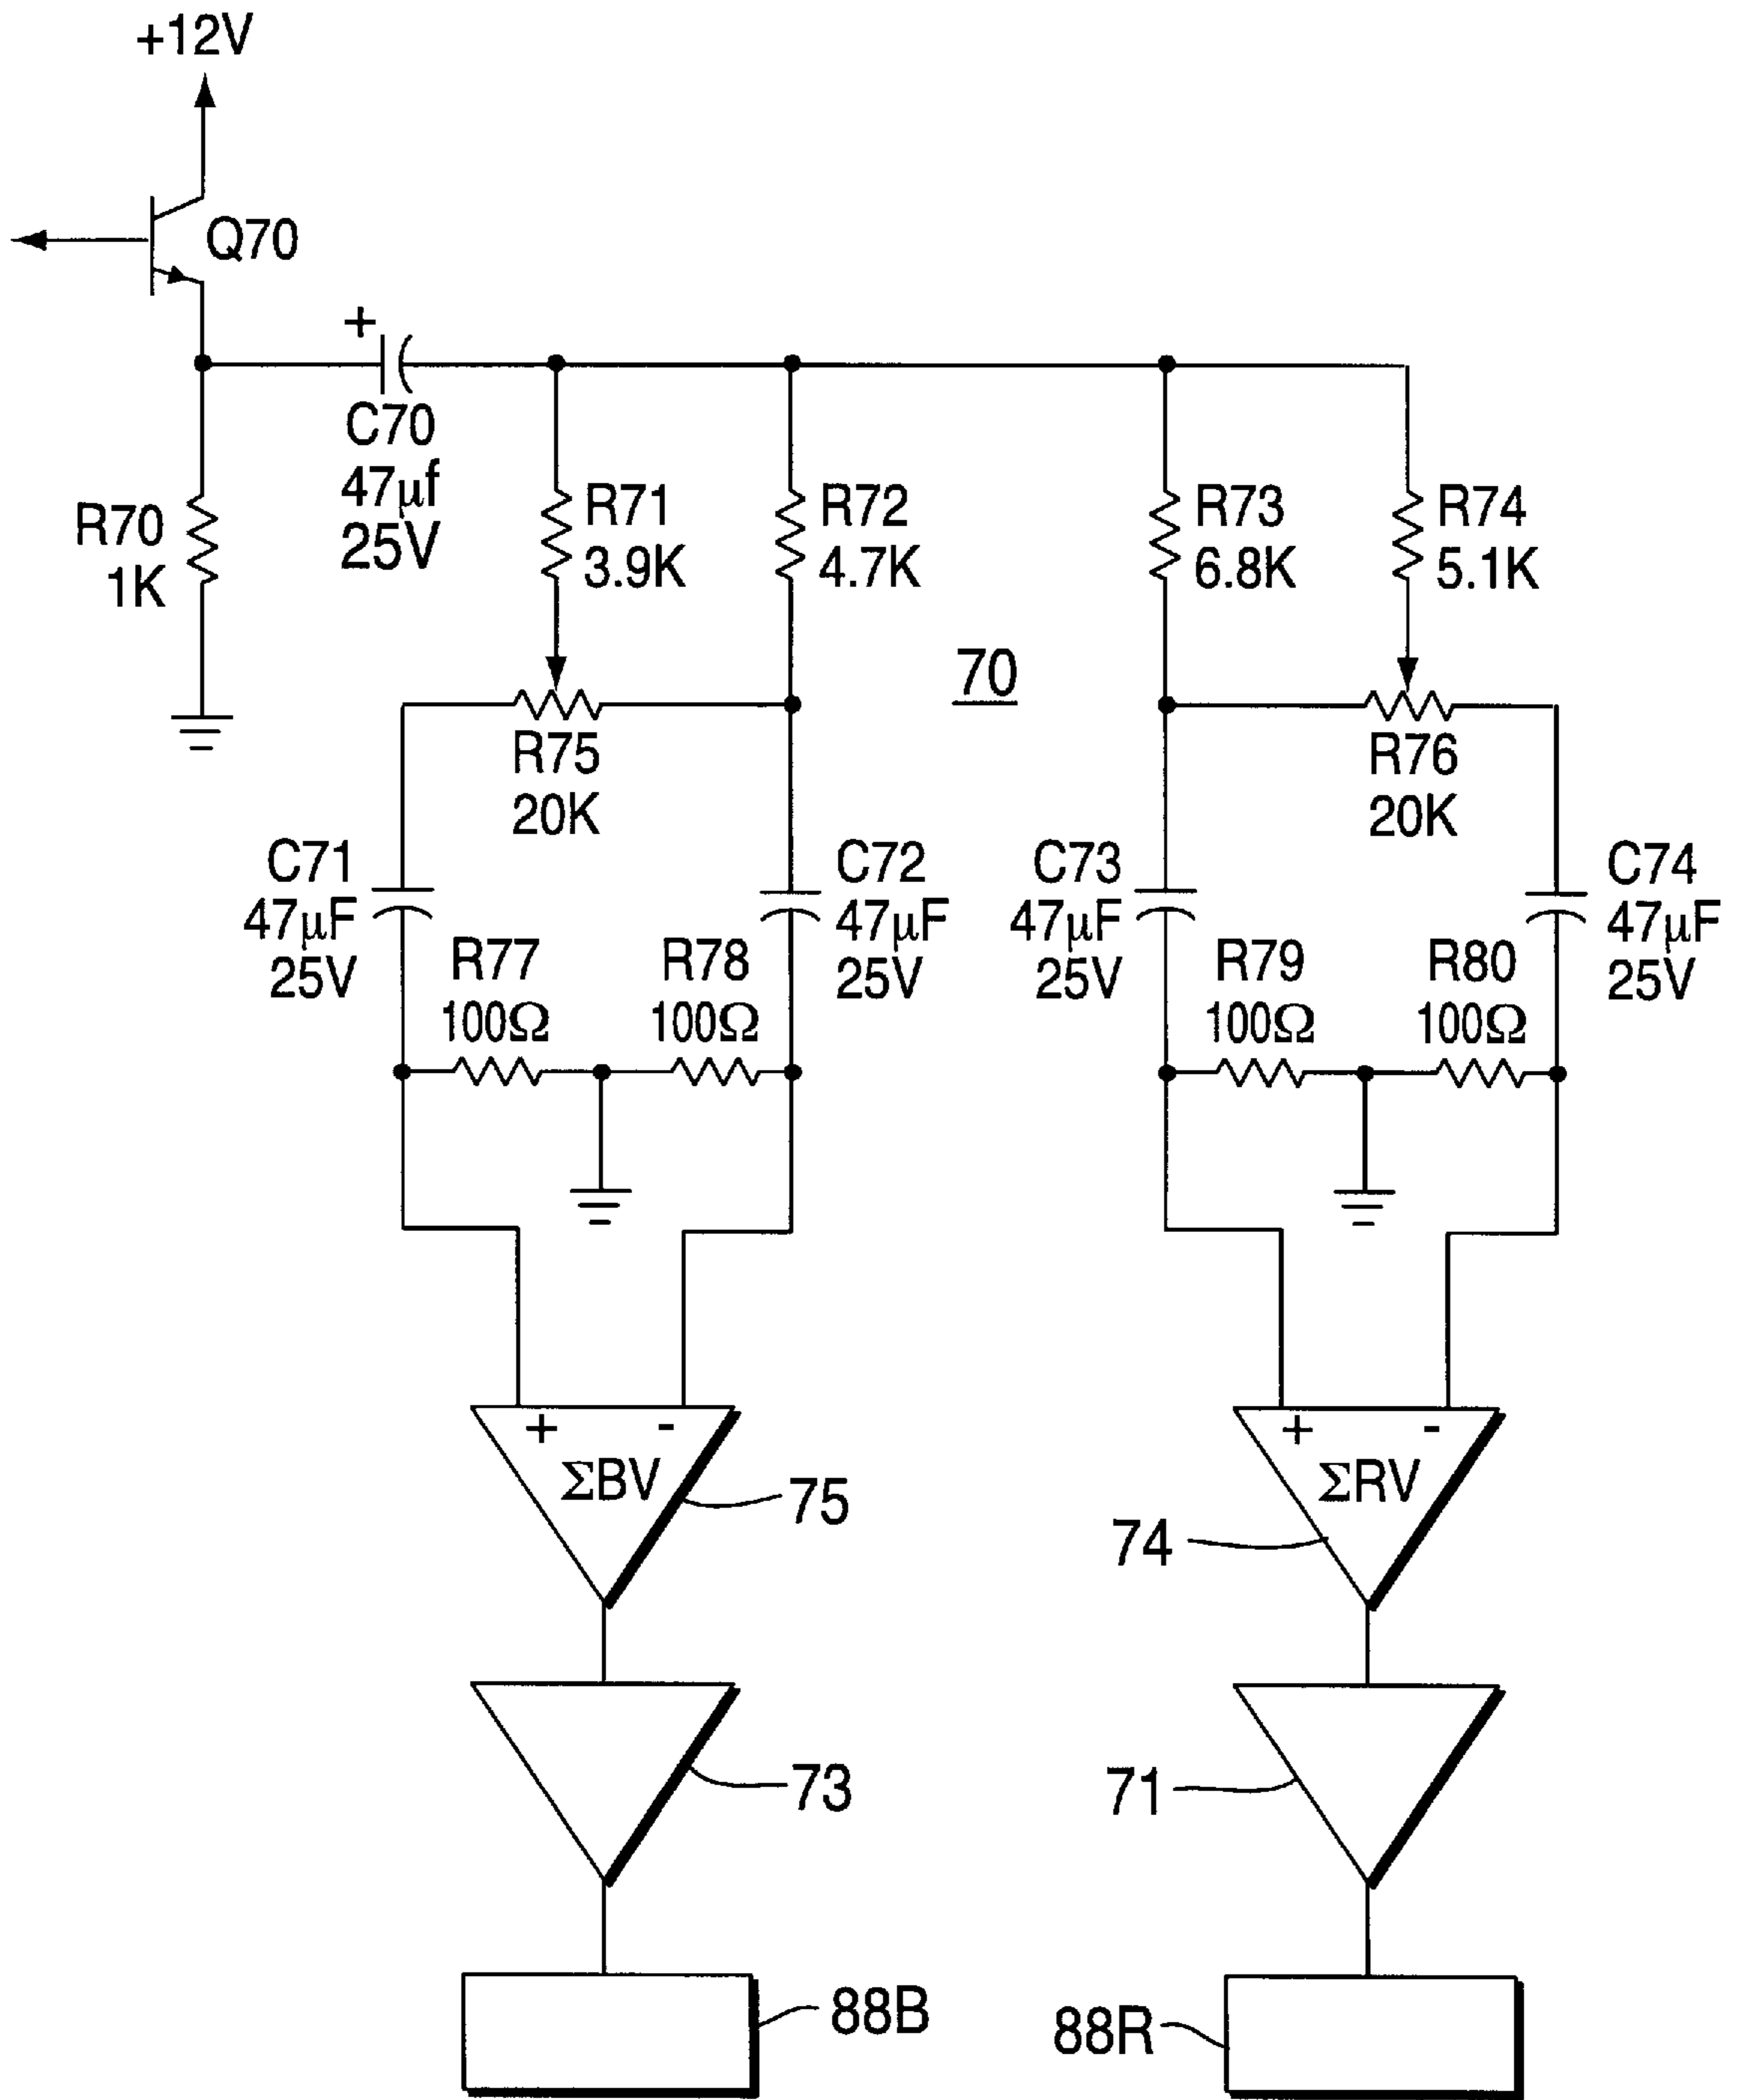 +12V
Q70
+
C70
47µf
25V
R70
1K
R71
3.9K
R72
4.7K
R73
6.8K
R74
5.1K
70
R75
20K
R76
20K
C71
47µF
25V
C72
47µF
25V
C73
47µF
25V
C74
47µF
25V
R77
100Ω
R78
100Ω
R79
100Ω
R80
100Ω
+ -
ΣBV
75
+ -
ΣRV
74
73
71
88B
88R